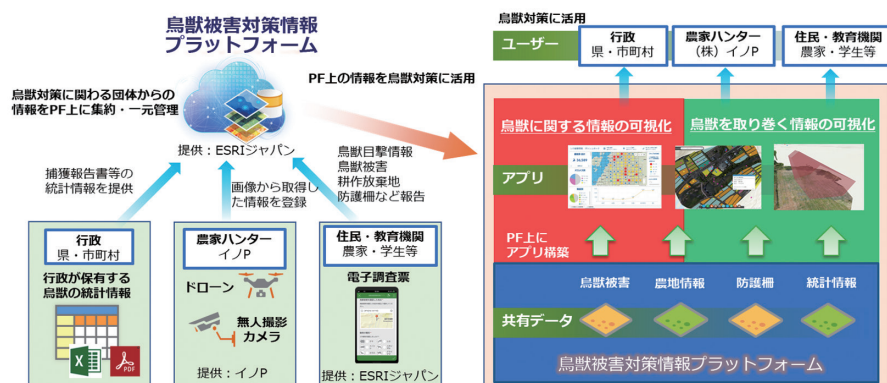 鳥獣被害対策情報
プラットフォーム
鳥獣対策に関わる団体からの
情報をPF上に集約・一元管理
提供：ESRIジャパン
PF上の情報を鳥獣対策に活用
捕獲報告書等の
統計情報を提供
画像から取得し
た情報を登録
鳥獣目撃情報
鳥獣被害
耕作放棄地
防護柵など報告
行政
県・市町村
行政が保有する
鳥獣の統計情報
X
PDF
農家ハンター
イノP
ドローン
無人撮影
カメラ
提供：イノP
住民・教育機関
農家・学生等
電子調査票
提供：ESRIジャパン
鳥獣対策に活用
ユーザー
行政
県・市町村
農家ハンター
（株）イノP
住民・教育機関
農家・学生等
鳥獣に関する情報の可視化
鳥獣を取り巻く情報の可視化
アプリ
PF上に
アプリ構築
鳥獣被害
農地情報
防護柵
統計情報
共有データ
鳥獣被害対策情報プラットフォーム